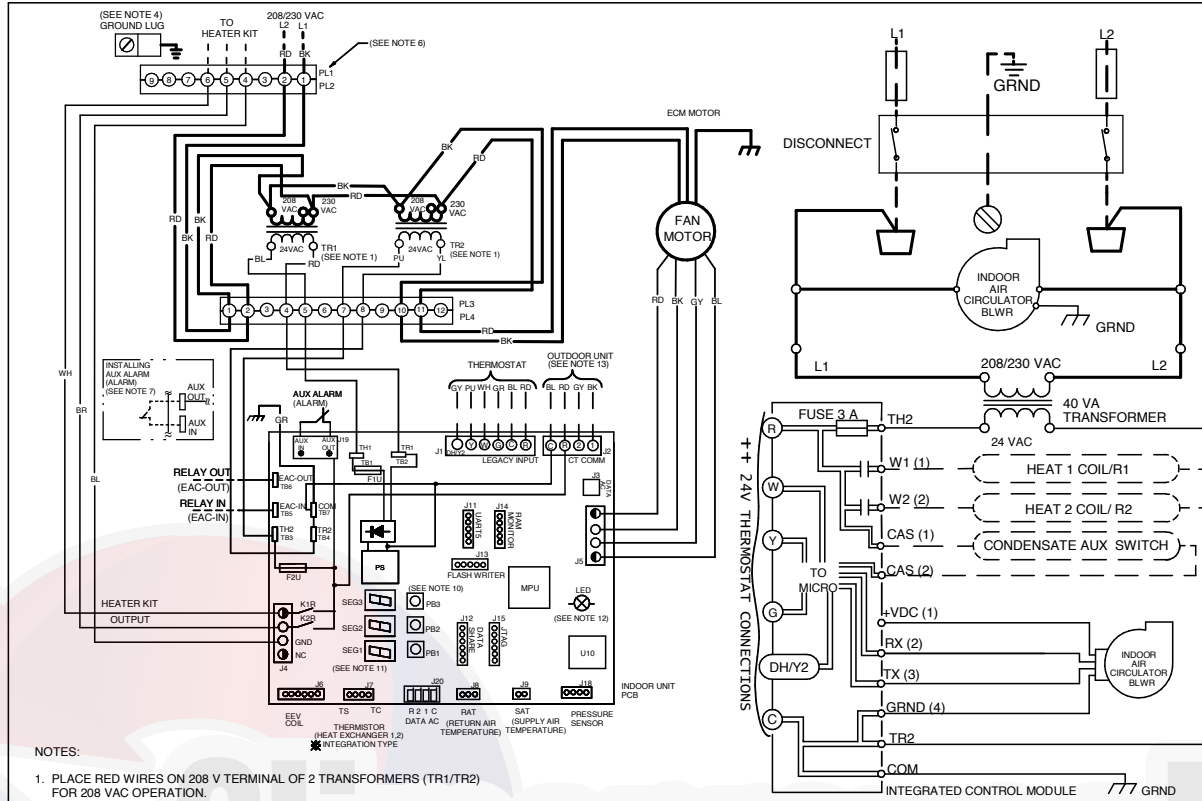 (SEE NOTE 4)
GROUND LUG
TO
HEATER KIT
208/230 VAC
L2 L1
RD BK
(SEE NOTE 6)
9 8 7 6 5 4 3 2 1
PL1
PL2
ECM MOTOR
BK
RD
BK
RD
208
VAC
230
VAC
208
VAC
230
VAC
24VAC
TR1
(SEE NOTE 1)
24VAC
TR2
(SEE NOTE 1)
RD
BK
BK
RD
BL
RD
PU
YL
FAN
MOTOR
RD BK GY BL
1 2 3 4 5 6 7 8 9 10 11 12
PL3
PL4
RD
BK
WH
BR
BL
INSTALLING
AUX ALARM
(ALARM)
(SEE NOTE 7)
AUX
OUT
AUX
IN
AUX ALARM
(ALARM)
GR
THERMOSTAT
GY PU WH GR BL RD
OUTDOOR UNIT
(SEE NOTE 13)
BL RD GY BK
AUX
IN
AUX
OUT
J19
TH1
TB1
F1U
TR1
TB2
J1
DH/Y2
Y W G C R
LEGACY INPUT
C R 2 1
CT COMM
J2
RELAY OUT
(EAC-OUT)
EAC-OUT
TB6
RELAY IN
(EAC-IN)
EAC-IN
TB5
COM
TB7
TH2
TB3
TR2
TB4
F2U
J3
DATA
AC
J11
UART5
J14
RAM
MONITOR
J13
FLASH WRITER
J5
PS
MPU
(SEE NOTE 10)
SEG3
PB3
SEG2
PB2
SEG1
PB1
(SEE NOTE 11)
J12
DATA
SHARE
J15
JTAG
LED
(SEE NOTE 12)
U10
HEATER KIT
OUTPUT
K1R
K2R
GND
NC
J4
J6
J7
J20
J8
J9
J18
INDOOR UNIT
PCB
EEV
COIL
TS TC
THERMISTOR
(HEAT EXCHANGER 1,2)
※ INTEGRATION TYPE
R 2 1 C
DATA AC
RAT
(RETURN AIR
TEMPERATURE)
SAT
(SUPPLY AIR
TEMPERATURE)
PRESSURE
SENSOR
NOTES:
1. PLACE RED WIRES ON 208 V TERMINAL OF 2 TRANSFORMERS (TR1/TR2)
FOR 208 VAC OPERATION.
L1
L2
GRND
DISCONNECT
INDOOR
AIR
CIRCULATOR
BLWR
GRND
L1
208/230 VAC
L2
40 VA
TRANSFORMER
24 VAC
++ 24V THERMOSTAT CONNECTIONS
R
W
Y
G
DH/Y2
C
FUSE 3 A
TH2
W1 (1)
HEAT 1 COIL/R1
W2 (2)
HEAT 2 COIL/ R2
CAS (1)
CONDENSATE AUX SWITCH
CAS (2)
TO
MICRO
+VDC (1)
RX (2)
TX (3)
GRND (4)
INDOOR
AIR
CIRCULATOR
BLWR
TR2
COM
INTEGRATED CONTROL MODULE
GRND